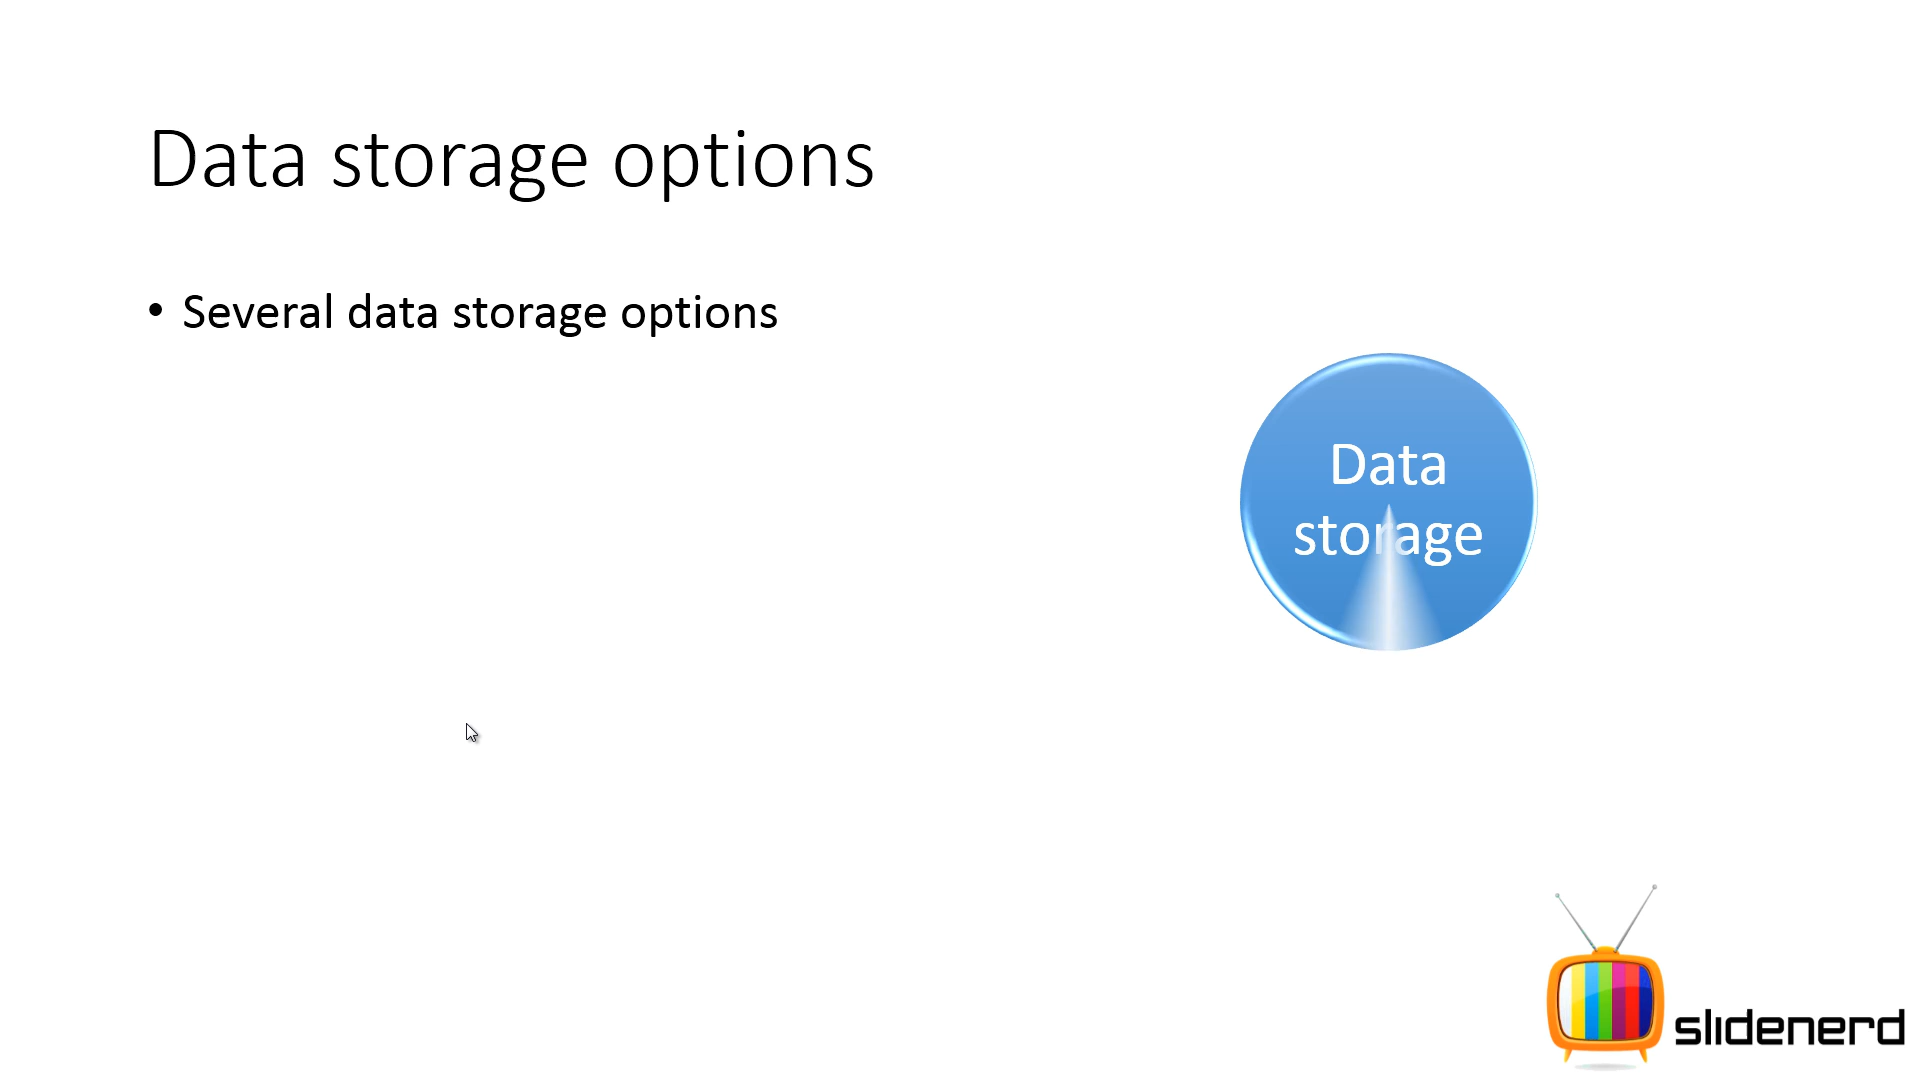 Data storage options
• Several data storage options
Data
storage
slidenerd